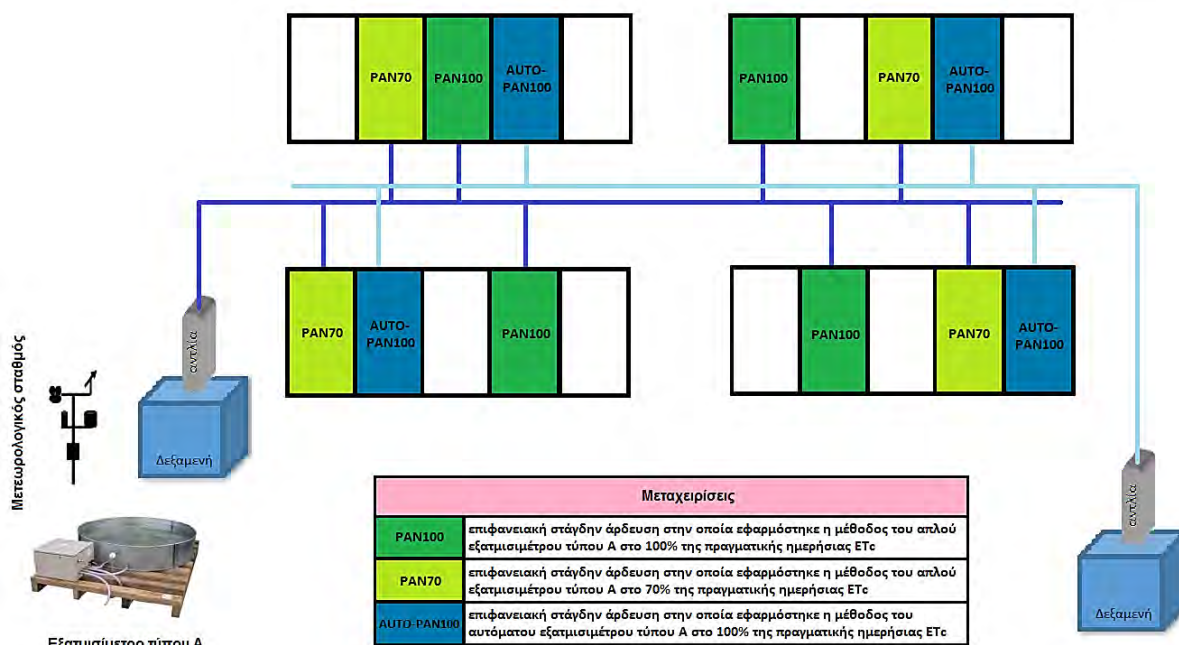 PAN70
PAN100
AUTO-
PAN100
PAN100
PAN70
AUTO-
PAN100
PAN70
AUTO-
PAN100
PAN100
PAN100
PAN70
AUTO-
PAN100
αντλία
Δεξαμενή
Μετεωρολογικός σταθμός
Εξατμισίμετρο τύπου Α
αντλία
Δεξαμενή
Μεταχειρίσεις
PAN100
επιφανειακή στάγδην άρδευση στην οποία εφαρμόστηκε η μέθοδος του απλού
εξατμισιμέτρου τύπου Α στο 100% της πραγματικής ημερήσιας ETc
PAN70
επιφανειακή στάγδην άρδευση στην οποία εφαρμόστηκε η μέθοδος του απλού
εξατμισιμέτρου τύπου Α στο 70% της πραγματικής ημερήσιας ETc
AUTO-PAN100
επιφανειακή στάγδην άρδευση στην οποία εφαρμόστηκε η μέθοδος του
αυτόματου εξατμισιμέτρου τύπου Α στο 100% της πραγματικής ημερήσιας ETc